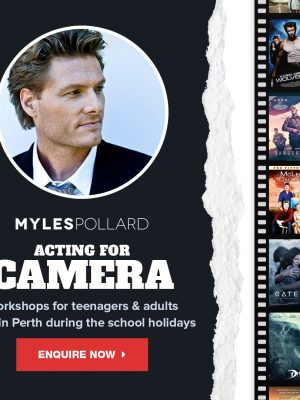 MYLESPOLLARD
ACTING FOR
CAMERA
orkshops for teenagers & adults
in Perth during the school holidays
ENQUIRE NOW